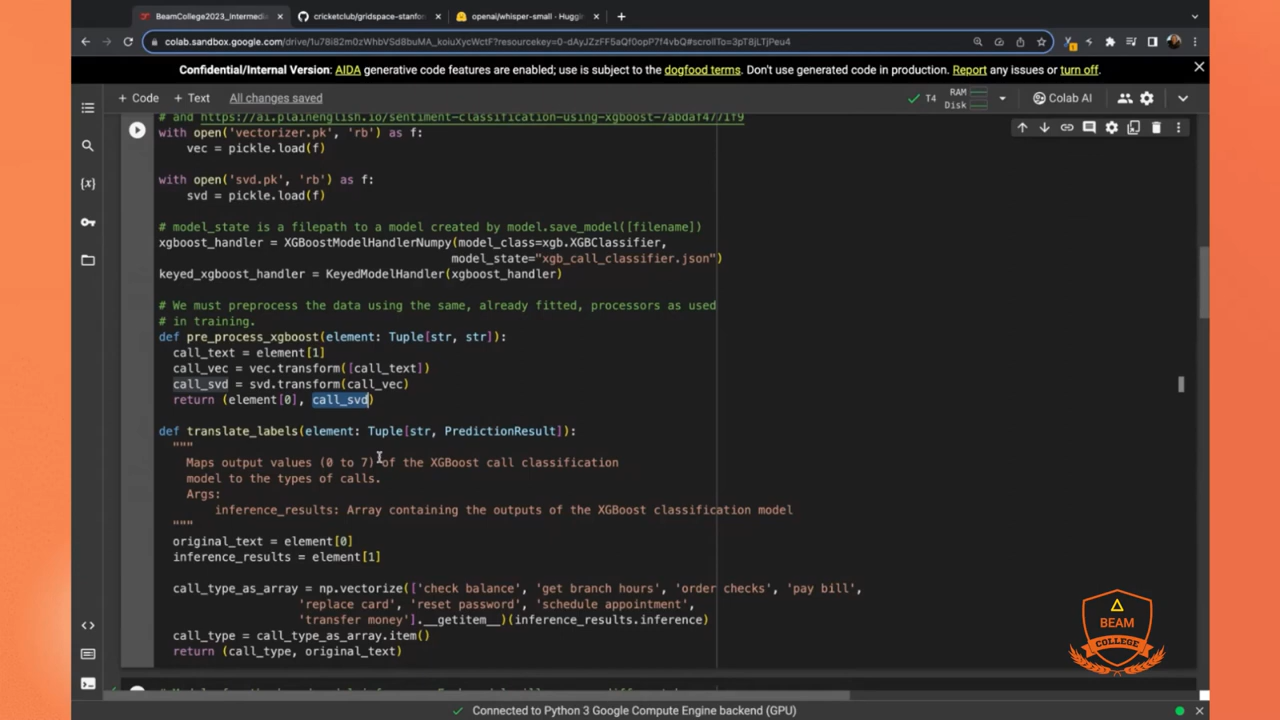 BeamCollege2023_Intermedi
cricketclub/gridspace-stanfor
openai/whisper-small · Huggin
colab.sandbox.google.com/drive/1u78i82m0zWhbVSd8buMA_koiuXycWctF?resourcekey=0-dAyJZzFF5aQf0opP7f4vbQ#scrollTo=3pT8jLTjPeu4
Confidential/Internal Version: AIDA generative code features are enabled; use is subject to the dogfood terms. Don't use generated code in production. Report any issues or turn off.
+ Code + Text All changes saved
T4 RAM Disk
Colab AI
# and https://ai.plainenglish.io/sentiment-classification-using-xgboost-7abdaf4771f9
with open('vectorizer.pk', 'rb') as f:
vec = pickle.load(f)
with open('svd.pk', 'rb') as f:
svd = pickle.load(f)
# model_state is a filepath to a model created by model.save_model([filename])
xgboost_handler = XGBoostModelHandlerNumpy(model_class=xgb.XGBClassifier,
model_state="xgb_call_classifier.json")
keyed_xgboost_handler = KeyedModelHandler(xgboost_handler)
# We must preprocess the data using the same, already fitted, processors as used
# in training.
def pre_process_xgboost(element: Tuple[str, str]):
call_text = element[1]
call_vec = vec.transform([call_text])
call_svd = svd.transform(call_vec)
return (element[0], call_svd)
def translate_labels(element: Tuple[str, PredictionResult]):
"""
Maps output values (0 to 7) of the XGBoost call classification
model to the types of calls.
Args:
inference_results: Array containing the outputs of the XGBoost classification model
"""
original_text = element[0]
inference_results = element[1]
call_type_as_array = np.vectorize(['check balance', 'get branch hours', 'order checks', 'pay bill',
'replace card', 'reset password', 'schedule appointment',
'transfer money'].__getitem__)(inference_results.inference)
call_type = call_type_as_array.item()
return (call_type, original_text)
BEAM
COLLEGE
Connected to Python 3 Google Compute Engine backend (GPU)